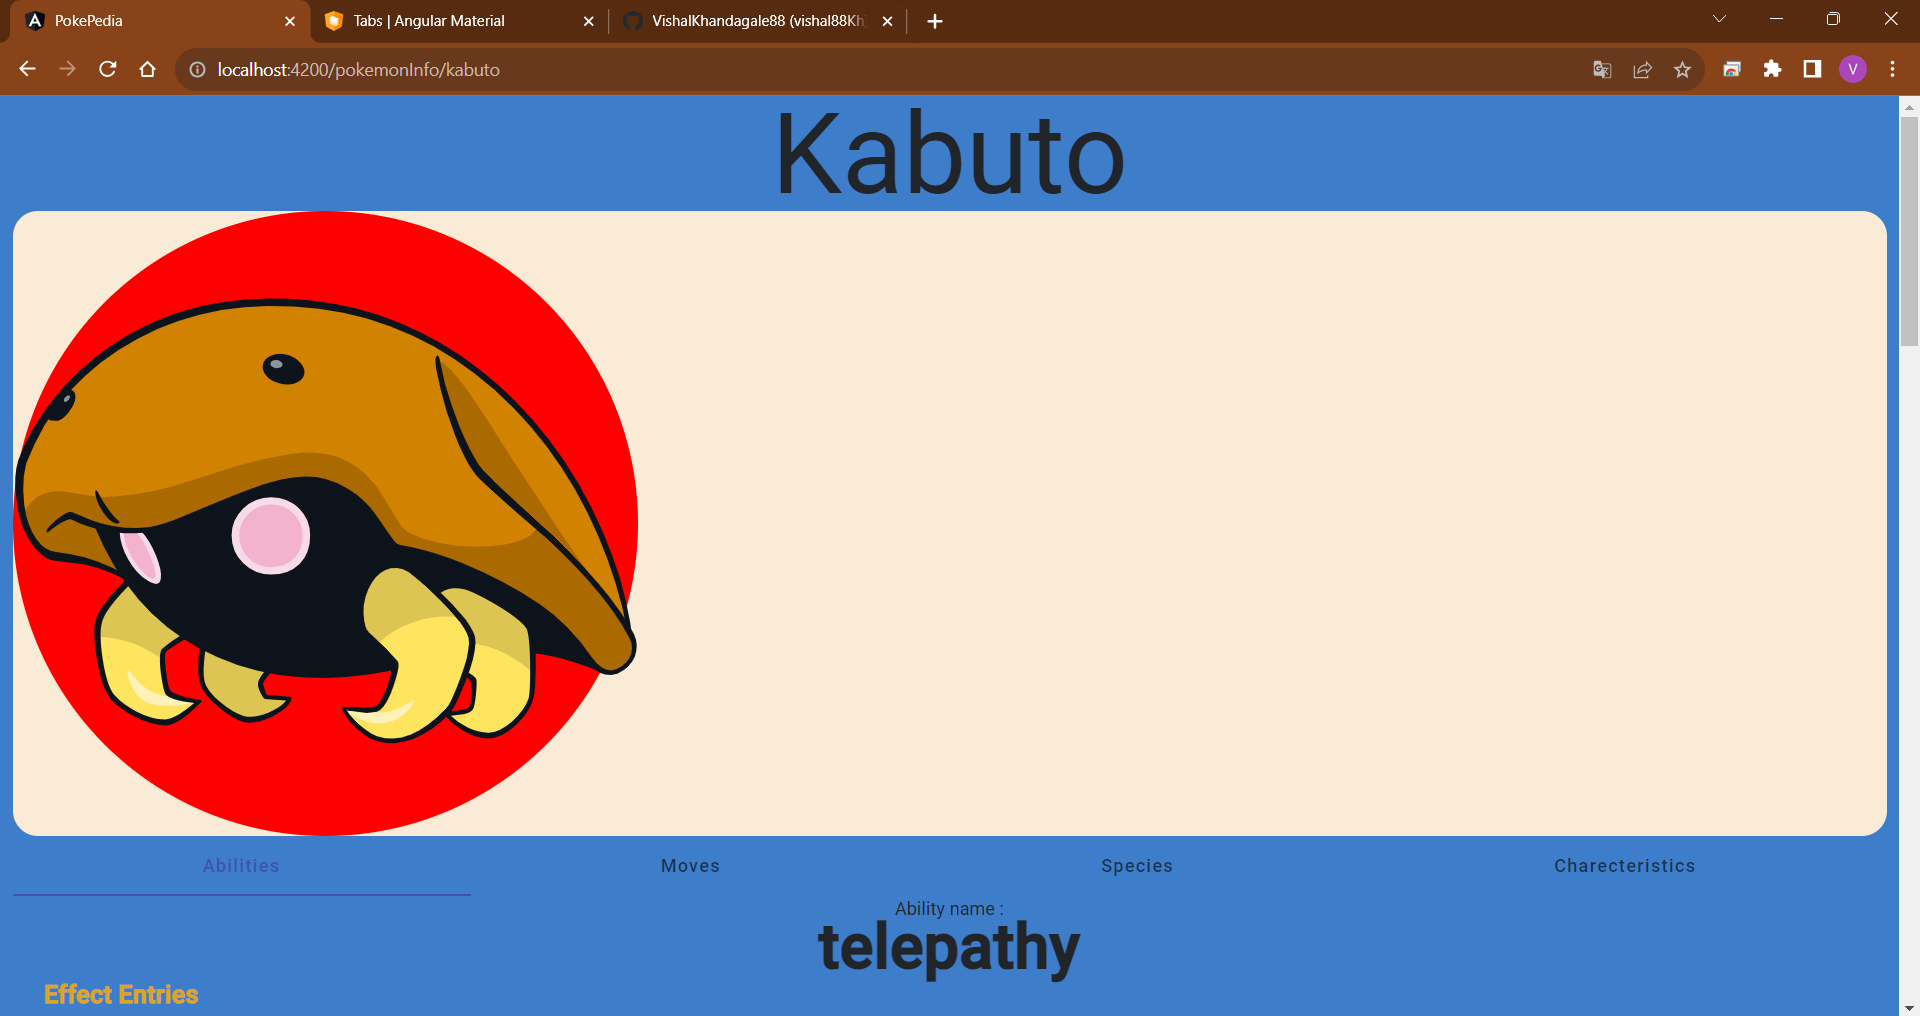 PokePedia
Tabs | Angular Material
VishalKhandagale88 (vishal88Kh
localhost:4200/pokemonInfo/kabuto
V
Kabuto
Abilities
Moves
Species
Charecteristics
Ability name :
telepathy
Effect Entries